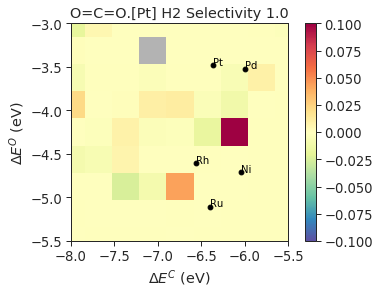 O=C=O.[Pt] H2 Selectivity 1.0
−3.0
−3.5
−4.0
−4.5
−5.0
−5.5
ΔE^O (eV)
Pt
Pd
Rh
Ni
Ru
−8.0 −7.5 −7.0 −6.5 −6.0 −5.5
ΔE^C (eV)
0.100
0.075
0.050
0.025
0.000
−0.025
−0.050
−0.075
−0.100